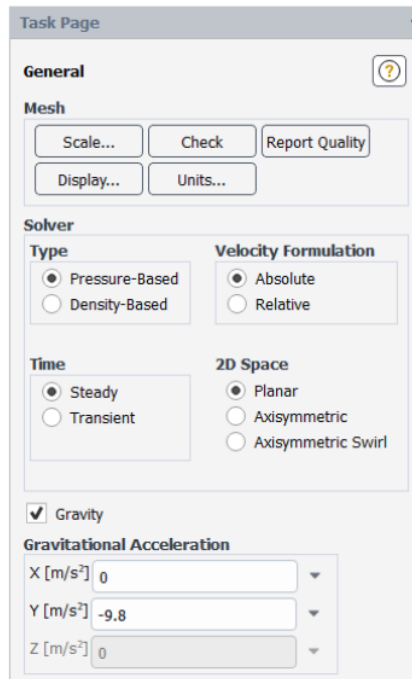 Task Page
General
?
Mesh
Scale... Check Report Quality
Display... Units...
Solver
Type Velocity Formulation
Pressure-Based Absolute
Density-Based Relative
Time 2D Space
Steady Planar
Transient Axisymmetric
Axisymmetric Swirl
Gravity
Gravitational Acceleration
X [m/s²] 0
Y [m/s²] -9.8
Z [m/s²] 0